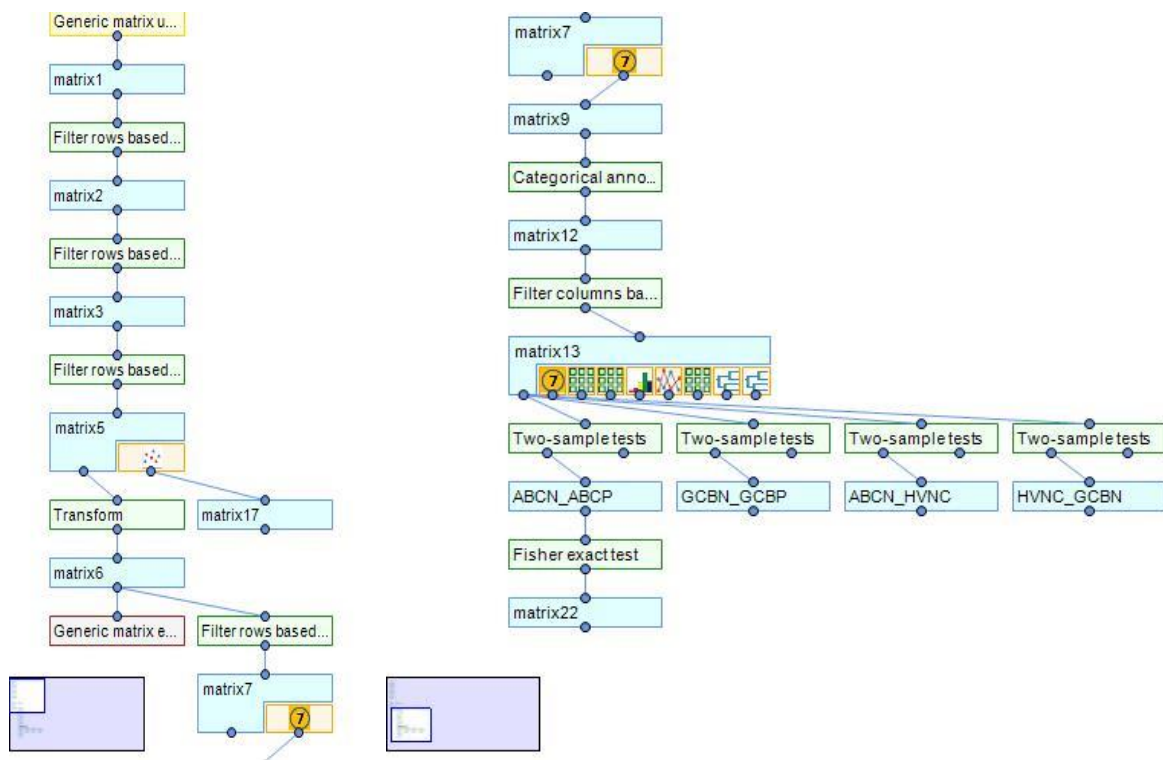 Generic matrix u...
matrix1
Filter rows based...
matrix2
Filter rows based...
matrix3
Filter rows based...
matrix5
Transform
matrix17
matrix6
Generic matrix e...
Filter rows based...
matrix7
7
matrix7
7
matrix9
Categorical anno...
matrix12
Filter columns ba...
matrix13
7
Two-sample tests
Two-sample tests
Two-sample tests
Two-sample tests
ABCN_ABCP
GCBN_GCBP
ABCN_HVNC
HVNC_GCBN
Fisher exact test
matrix22